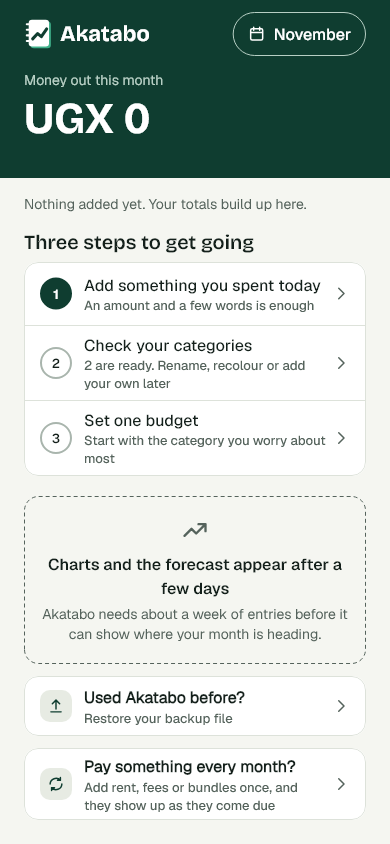 Akatabo
November
Money out this month
UGX 0
Nothing added yet. Your totals build up here.
Three steps to get going
1
Add something you spent today
An amount and a few words is enough
2
Check your categories
2 are ready. Rename, recolour or add
your own later
3
Set one budget
Start with the category you worry about
most
Charts and the forecast appear after a
few days
Akatabo needs about a week of entries before it
can show where your month is heading.
Used Akatabo before?
Restore your backup file
Pay something every month?
Add rent, fees or bundles once, and
they show up as they come due